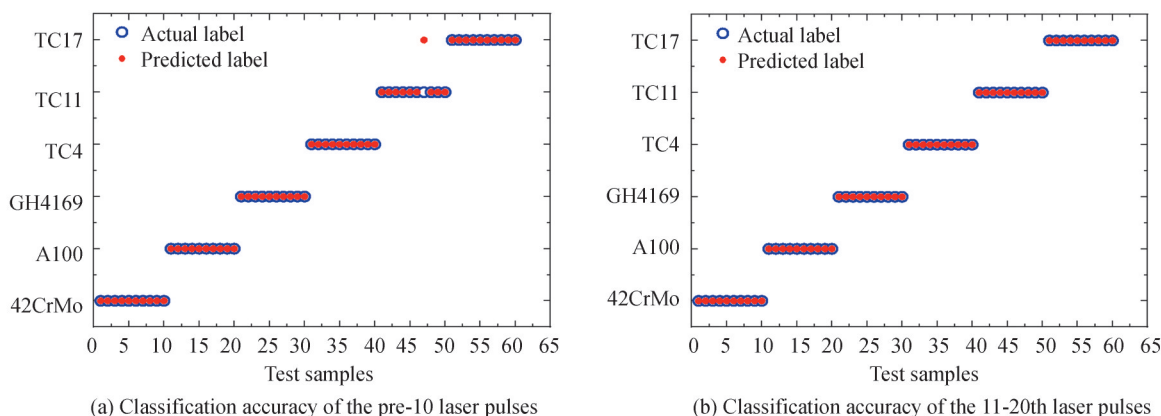 TC17
TC11
TC4
GH4169
A100
42CrMo
Actual label
Predicted label
0 5 10 15 20 25 30 35 40 45 50 55 60 65
Test samples
(a) Classification accuracy of the pre-10 laser pulses
TC17
TC11
TC4
GH4169
A100
42CrMo
Actual label
Predicted label
0 5 10 15 20 25 30 35 40 45 50 55 60 65
Test samples
(b) Classification accuracy of the 11-20th laser pulses